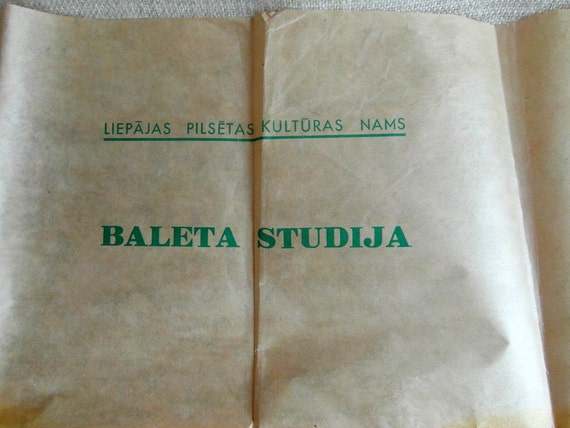 LIEPĀJAS PILSĒTAS KULTŪRAS NAMS
BALETA STUDIJA